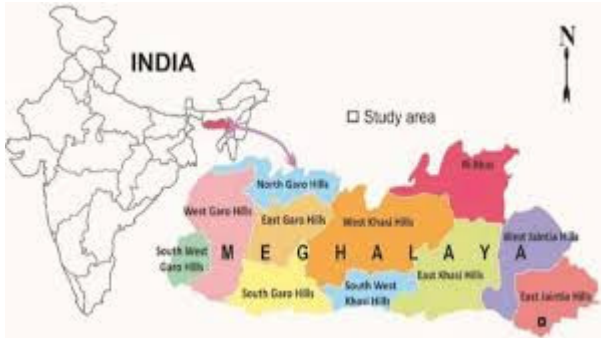 INDIA
N
Study area
Ri-Bhoi
North Garo Hills
West Garo Hills
East Garo Hills
West Khasi Hills
West Jaintia Hills
South West
Garo Hills
MEGHALAYA
East Khasi Hills
South West
Khasi Hills
South Garo Hills
East Jaintia Hills